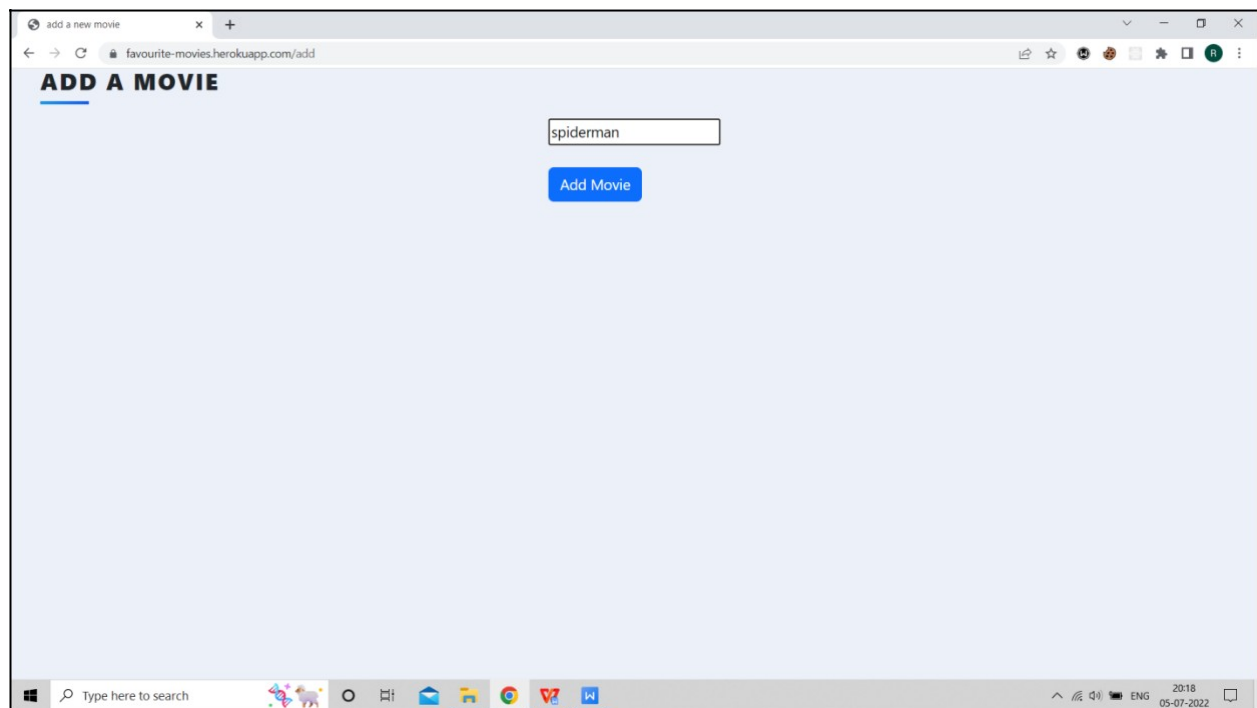 add a new movie
favourite-movies.herokuapp.com/add
R
ADD A MOVIE
spiderman
Add Movie
Type here to search
W
ENG
20:18
05-07-2022